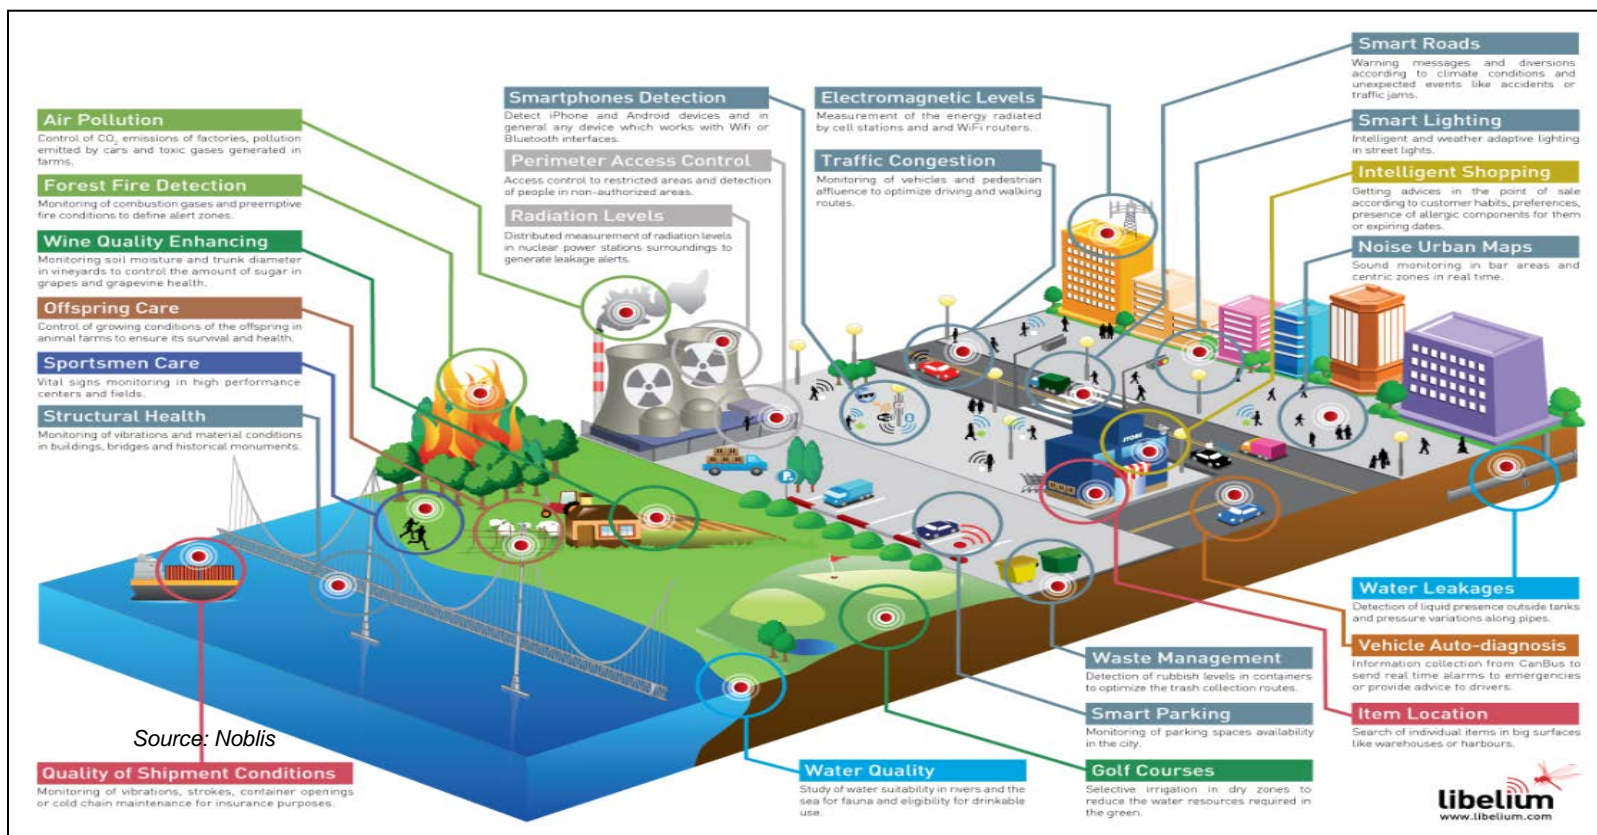 Air Pollution
Control of CO2 emissions of factories, pollution
emitted by cars and toxic gases generated in
farms.
Forest Fire Detection
Monitoring of combustion gases and preemptive
fire conditions to define alert zones.
Wine Quality Enhancing
Monitoring soil moisture and trunk diameter
in vineyards to control the amount of sugar in
grapes and grapevine health.
Offspring Care
Control of growing conditions of the offspring in
animal farms to ensure its survival and health.
Sportsmen Care
Vital signs monitoring in high performance
centers and fields.
Structural Health
Monitoring of vibrations and material conditions
in buildings, bridges and historical monuments.
Smartphones Detection
Detect iPhone and Android devices and in
general any device which works with Wifi or
Bluetooth interfaces.
Perimeter Access Control
Access control to restricted areas and detection
of people in non-authorized areas.
Radiation Levels
Distributed measurement of radiation levels
in nuclear power stations surroundings to
generate leakage alerts.
Electromagnetic Levels
Measurement of the energy radiated
by cell stations and and WiFi routers.
Traffic Congestion
Monitoring of vehicles and pedestrian
affluence to optimize driving and walking
routes.
Smart Roads
Warning messages and diversions
according to climate conditions and
unexpected events like accidents or
traffic jams.
Smart Lighting
Intelligent and weather adaptive lighting
in street lights.
Intelligent Shopping
Getting advices in the point of sale
according to customer habits, preferences,
presence of allergic components for them
or expiring dates.
Noise Urban Maps
Sound monitoring in bar areas and
centric zones in real time.
STORE
P
Water Leakages
Detection of liquid presence outside tanks
and pressure variations along pipes.
Vehicle Auto-diagnosis
Information collection from CanBus to
send real time alarms to emergencies
or provide advice to drivers.
Item Location
Search of individual items in big surfaces
like warehouses or harbours.
Waste Management
Detection of rubbish levels in containers
to optimize the trash collection routes.
Smart Parking
Monitoring of parking spaces availability
in the city.
Golf Courses
Selective irrigation in dry zones to
reduce the water resources required in
the green.
Water Quality
Study of water suitability in rivers and the
sea for fauna and eligibility for drinkable
use.
Source: Noblis
Quality of Shipment Conditions
Monitoring of vibrations, strokes, container openings
or cold chain maintenance for insurance purposes.
libelium
www.libelium.com